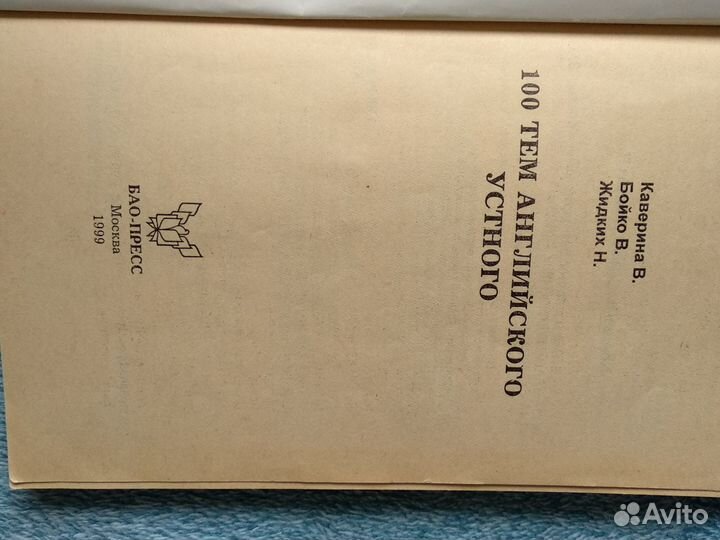 Каверина В.
Бойко В.
Жидких Н.
100 ТЕМ АНГЛИЙСКОГО
УСТНОГО
БАО-ПРЕСС
Москва
1999
Avito